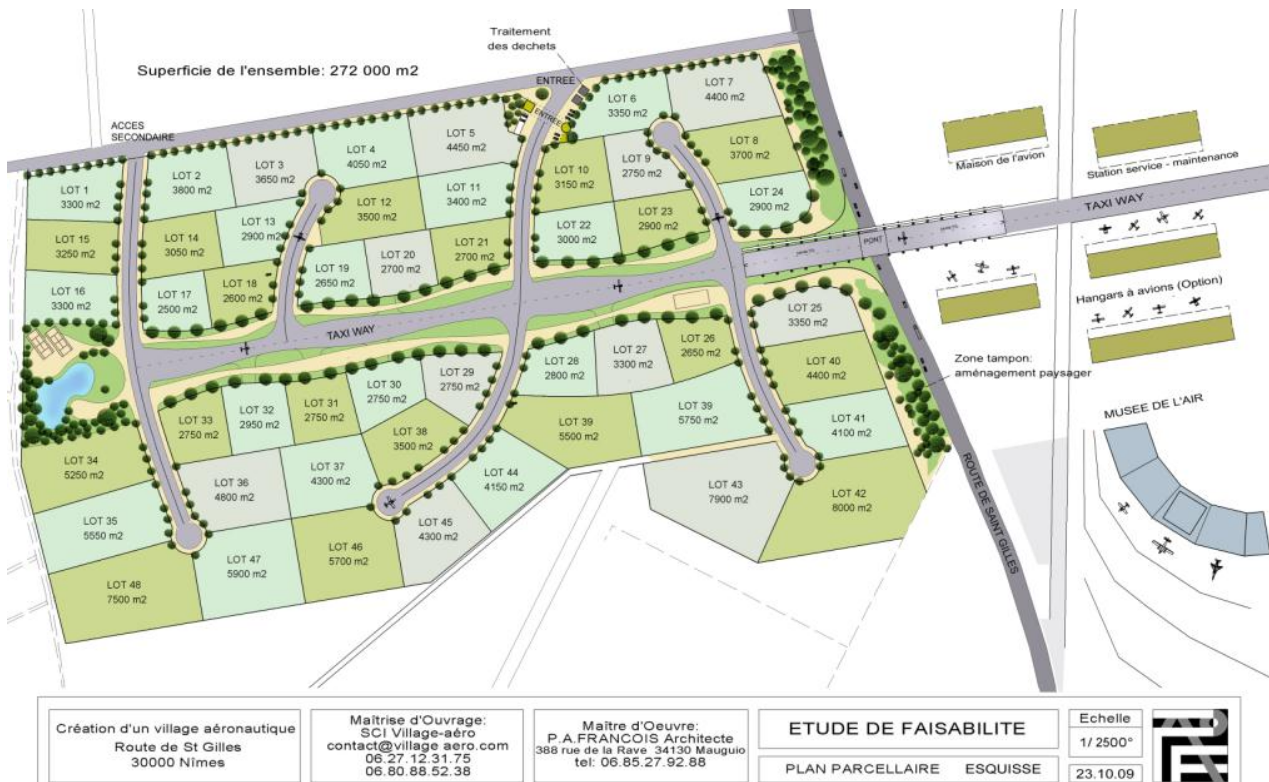 Traitement
des dechets
Superficie de l'ensemble: 272 000 m2
ENTREE
ENTREE
ACCES
SECONDAIRE
LOT 1
3300 m2
LOT 2
3800 m2
LOT 3
3650 m2
LOT 4
4050 m2
LOT 5
4450 m2
LOT 6
3350 m2
LOT 7
4400 m2
LOT 8
3700 m2
LOT 9
2750 m2
LOT 10
3150 m2
LOT 11
3400 m2
LOT 12
3500 m2
LOT 13
2900 m2
LOT 14
3050 m2
LOT 15
3250 m2
LOT 16
3300 m2
LOT 17
2500 m2
LOT 18
2600 m2
LOT 19
2650 m2
LOT 20
2700 m2
LOT 21
2700 m2
LOT 22
3000 m2
LOT 23
2900 m2
LOT 24
2900 m2
Maison de l'avion
Station service - maintenance
TAXI WAY
PONT
Hangars à avions (Option)
TAXI WAY
LOT 25
3350 m2
LOT 26
2650 m2
LOT 27
3300 m2
LOT 28
2800 m2
LOT 29
2750 m2
LOT 30
2750 m2
LOT 31
2750 m2
LOT 32
2950 m2
LOT 33
2750 m2
LOT 34
5250 m2
LOT 35
5550 m2
LOT 36
4800 m2
LOT 37
4300 m2
LOT 38
3500 m2
LOT 39
5500 m2
LOT 39
5750 m2
LOT 40
4400 m2
LOT 41
4100 m2
LOT 42
8000 m2
LOT 43
7900 m2
LOT 44
4150 m2
LOT 45
4300 m2
LOT 46
5700 m2
LOT 47
5900 m2
LOT 48
7500 m2
Zone tampon:
aménagement paysager
MUSEE DE L'AIR
ROUTE DE SAINT GILLES
Création d'un village aéronautique
Route de St Gilles
30000 Nîmes
Maîtrise d'Ouvrage:
SCI Village-aéro
contact@village aero.com
06.27.12.31.75
06.80.88.52.38
Maître d'Oeuvre:
P.A.FRANCOIS Architecte
388 rue de la Rave 34130 Mauguio
tel: 06.85.27.92.88
ETUDE DE FAISABILITE
PLAN PARCELLAIRE ESQUISSE
Echelle
1/ 2500°
23.10.09